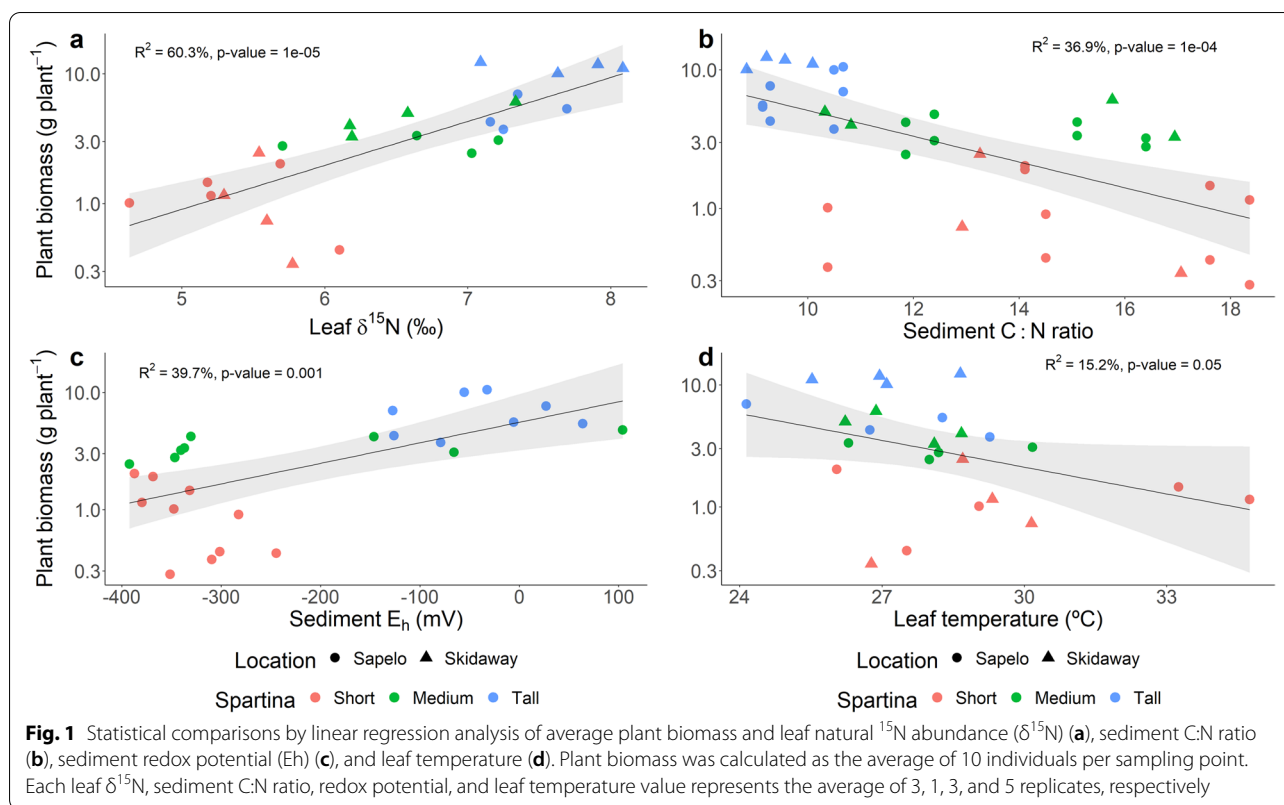 a
R² = 60.3%, p-value = 1e-05
Plant biomass (g plant⁻¹)
10.0
3.0
1.0
0.3
5 6 7 8
Leaf δ¹⁵N (‰)
b
R² = 36.9%, p-value = 1e-04
10.0
3.0
1.0
0.3
10 12 14 16 18
Sediment C : N ratio
c
R² = 39.7%, p-value = 0.001
Plant biomass (g plant⁻¹)
10.0
3.0
1.0
0.3
-400 -300 -200 -100 0 100
Sediment Eₕ (mV)
d
R² = 15.2%, p-value = 0.05
10.0
3.0
1.0
0.3
24 27 30 33
Leaf temperature (ºC)
Location Sapelo Skidaway
Spartina Short Medium Tall
Location Sapelo Skidaway
Spartina Short Medium Tall
Fig. 1 Statistical comparisons by linear regression analysis of average plant biomass and leaf natural ¹⁵N abundance (δ¹⁵N) (a), sediment C:N ratio
(b), sediment redox potential (Eh) (c), and leaf temperature (d). Plant biomass was calculated as the average of 10 individuals per sampling point.
Each leaf δ¹⁵N, sediment C:N ratio, redox potential, and leaf temperature value represents the average of 3, 1, 3, and 5 replicates, respectively